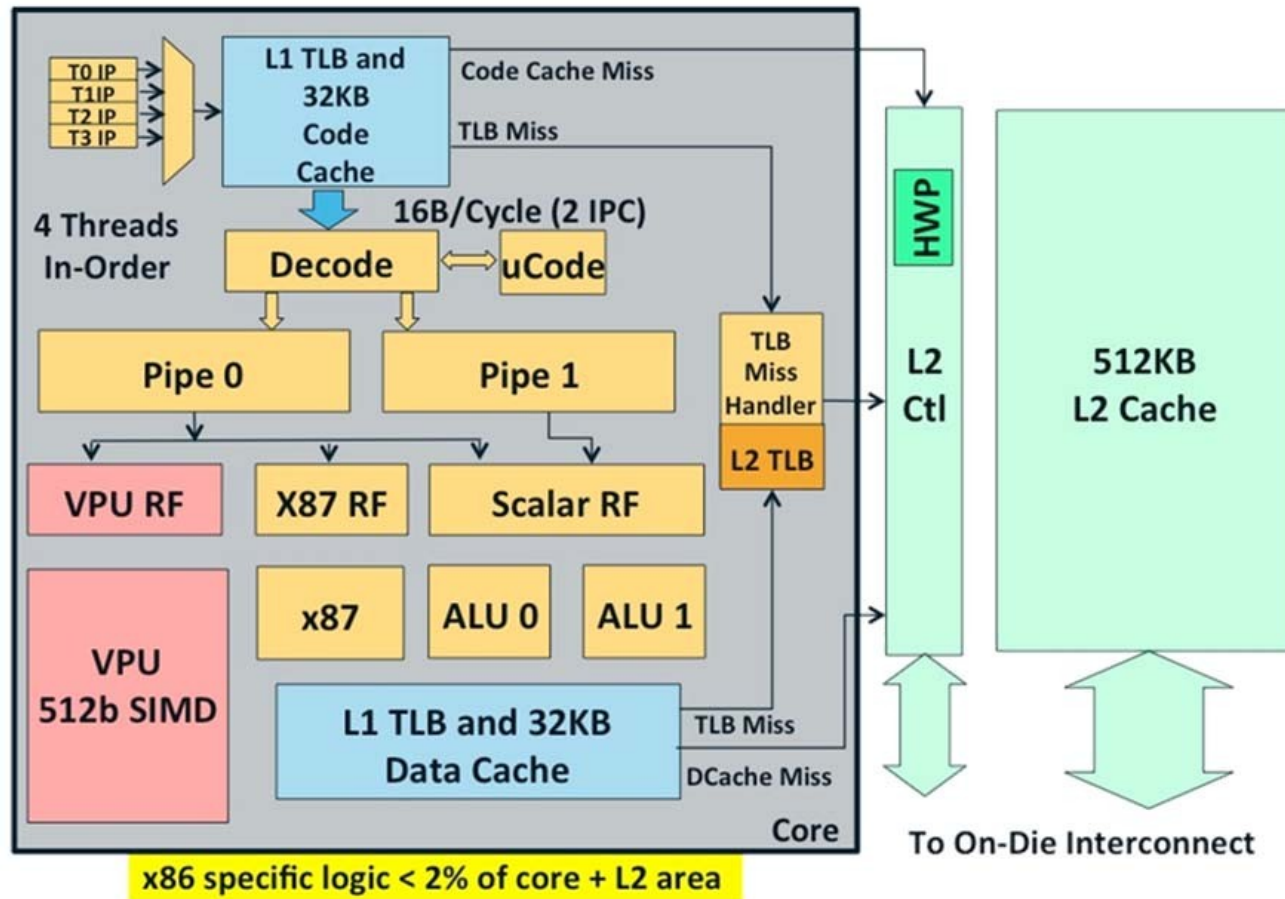 T0 IP
T1IP
T2 IP
T3 IP
L1 TLB and
32KB
Code
Cache
Code Cache Miss
TLB Miss
4 Threads
In-Order
16B/Cycle (2 IPC)
Decode
uCode
Pipe 0
Pipe 1
TLB
Miss
Handler
L2 TLB
HWP
L2
Ctl
512KB
L2 Cache
VPU RF
X87 RF
Scalar RF
VPU
512b SIMD
x87
ALU 0
ALU 1
L1 TLB and 32KB
Data Cache
TLB Miss
DCache Miss
Core
To On-Die Interconnect
x86 specific logic < 2% of core + L2 area